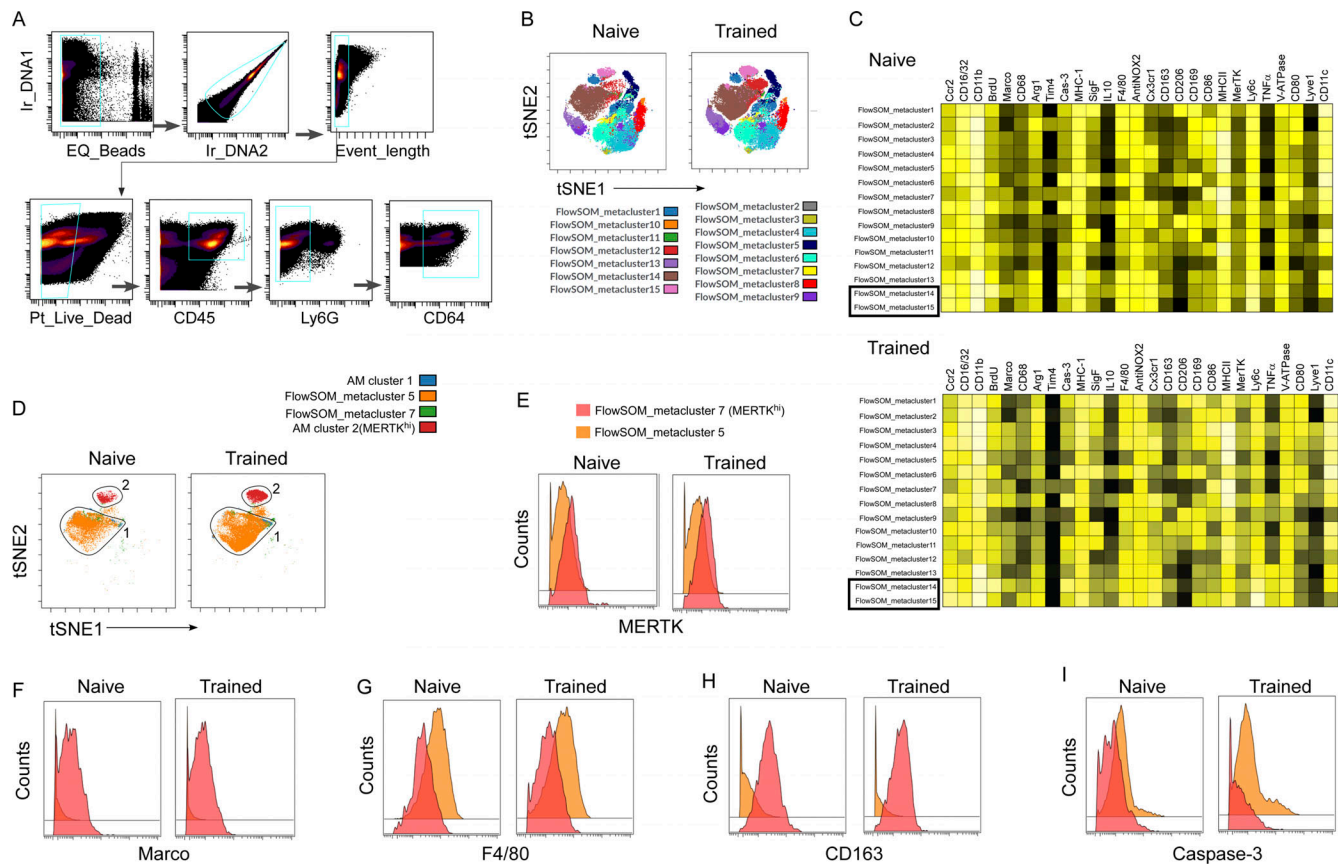 A
Ir_DNA1
EQ_Beads
Ir_DNA2
Event_length
Pt_Live_Dead
CD45
Ly6G
CD64
B
Naive
Trained
tSNE2
tSNE1
FlowSOM_metacluster1
FlowSOM_metacluster10
FlowSOM_metacluster11
FlowSOM_metacluster12
FlowSOM_metacluster13
FlowSOM_metacluster14
FlowSOM_metacluster15
FlowSOM_metacluster2
FlowSOM_metacluster3
FlowSOM_metacluster4
FlowSOM_metacluster5
FlowSOM_metacluster6
FlowSOM_metacluster7
FlowSOM_metacluster8
FlowSOM_metacluster9
C
Naive
Ccr2 CD16/32 CD11b BrdU Marco CD68 Arg1 Tim4 Cas-3 MHC-1 SigF IL10 F4/80 AntiNOX2 Cx3cr1 CD163 CD206 CD169 CD86 MHCII MerTK Ly6c TNFα V-ATPase CD80 Lyve1 CD11c
FlowSOM_metacluster1
FlowSOM_metacluster2
FlowSOM_metacluster3
FlowSOM_metacluster4
FlowSOM_metacluster5
FlowSOM_metacluster6
FlowSOM_metacluster7
FlowSOM_metacluster8
FlowSOM_metacluster9
FlowSOM_metacluster10
FlowSOM_metacluster11
FlowSOM_metacluster12
FlowSOM_metacluster13
FlowSOM_metacluster14
FlowSOM_metacluster15
Trained
Ccr2 CD16/32 CD11b BrdU Marco CD68 Arg1 Tim4 Cas-3 MHC-1 SigF IL10 F4/80 AntiNOX2 Cx3cr1 CD163 CD206 CD169 CD86 MHCII MerTK Ly6c TNFα V-ATPase CD80 Lyve1 CD11c
FlowSOM_metacluster1
FlowSOM_metacluster2
FlowSOM_metacluster3
FlowSOM_metacluster4
FlowSOM_metacluster5
FlowSOM_metacluster6
FlowSOM_metacluster7
FlowSOM_metacluster8
FlowSOM_metacluster9
FlowSOM_metacluster10
FlowSOM_metacluster11
FlowSOM_metacluster12
FlowSOM_metacluster13
FlowSOM_metacluster14
FlowSOM_metacluster15
D
AM cluster 1
FlowSOM_metacluster 5
FlowSOM_metacluster 7
AM cluster 2(MERTKhi)
Naive
Trained
2
1
2
1
tSNE2
tSNE1
E
FlowSOM_metacluster 7 (MERTKhi)
FlowSOM_metacluster 5
Naive
Trained
Counts
MERTK
F
Naive
Trained
Counts
Marco
G
Naive
Trained
Counts
F4/80
H
Naive
Trained
Counts
CD163
I
Naive
Trained
Counts
Caspase-3